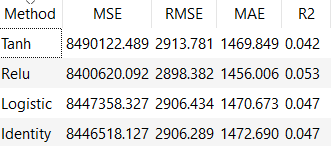 Method MSE RMSE MAE R2
Tanh 8490122.489 2913.781 1469.849 0.042
Relu 8400620.092 2898.382 1456.006 0.053
Logistic 8447358.327 2906.434 1470.673 0.047
Identity 8446518.127 2906.289 1472.690 0.047